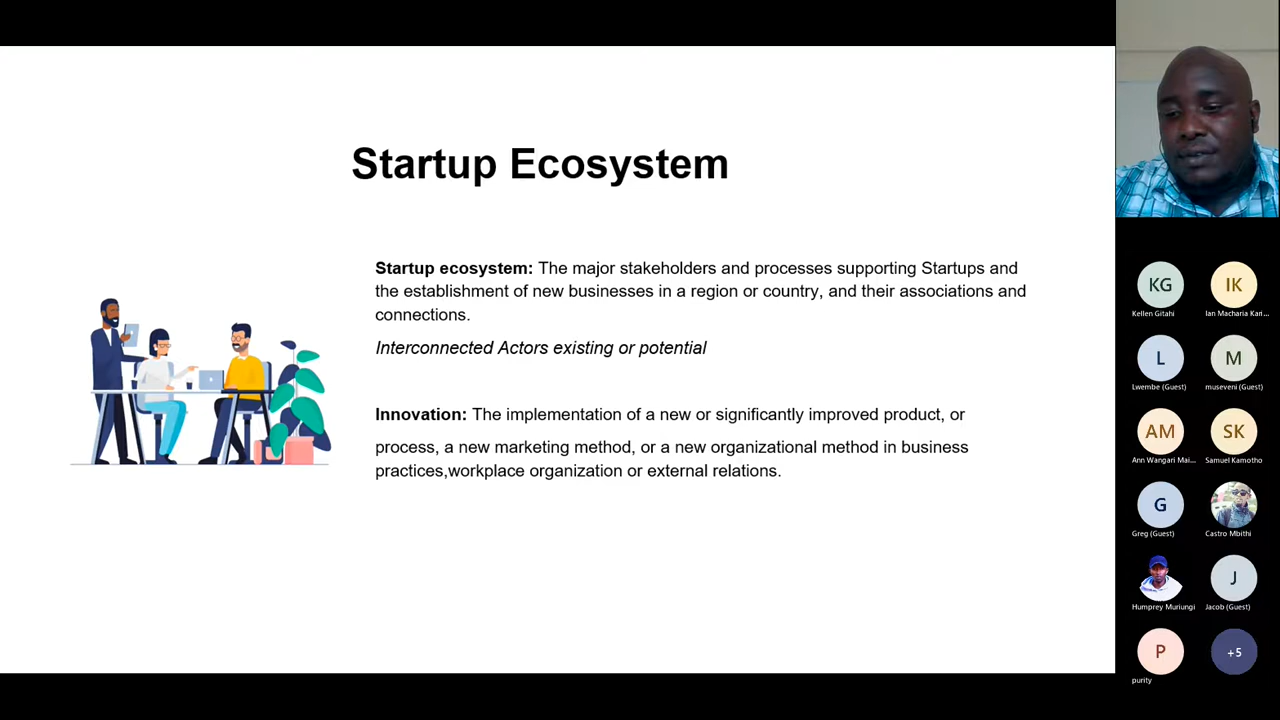 Startup Ecosystem
Startup ecosystem: The major stakeholders and processes supporting Startups and
the establishment of new businesses in a region or country, and their associations and
connections.
Interconnected Actors existing or potential
Innovation: The implementation of a new or significantly improved product, or
process, a new marketing method, or a new organizational method in business
practices,workplace organization or external relations.
KG
Kellen Gitahi
IK
Ian Macharia Kari...
L
Lwembe (Guest)
M
museveni (Guest)
AM
Ann Wangari Mai...
SK
Samuel Kamotho
G
Greg (Guest)
Castro Mbithi
Humprey Muriungi
J
Jacob (Guest)
P
purity
+5